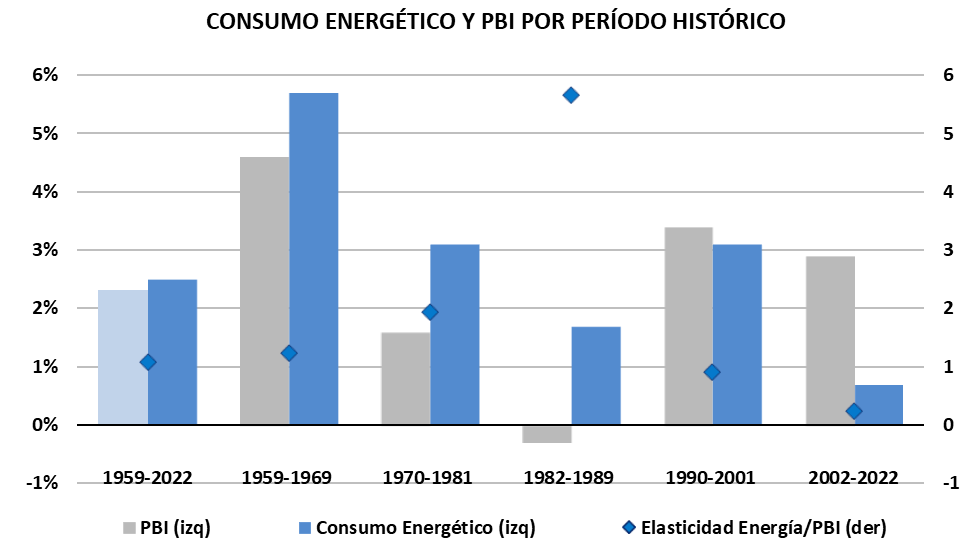 CONSUMO ENERGÉTICO Y PBI POR PERÍODO HISTÓRICO
6% 6
5% 5
4% 4
3% 3
2% 2
1% 1
0% 0
-1% 1959-2022 1959-1969 1970-1981 1982-1989 1990-2001 2002-2022 -1
PBI (izq) Consumo Energético (izq) Elasticidad Energía/PBI (der)